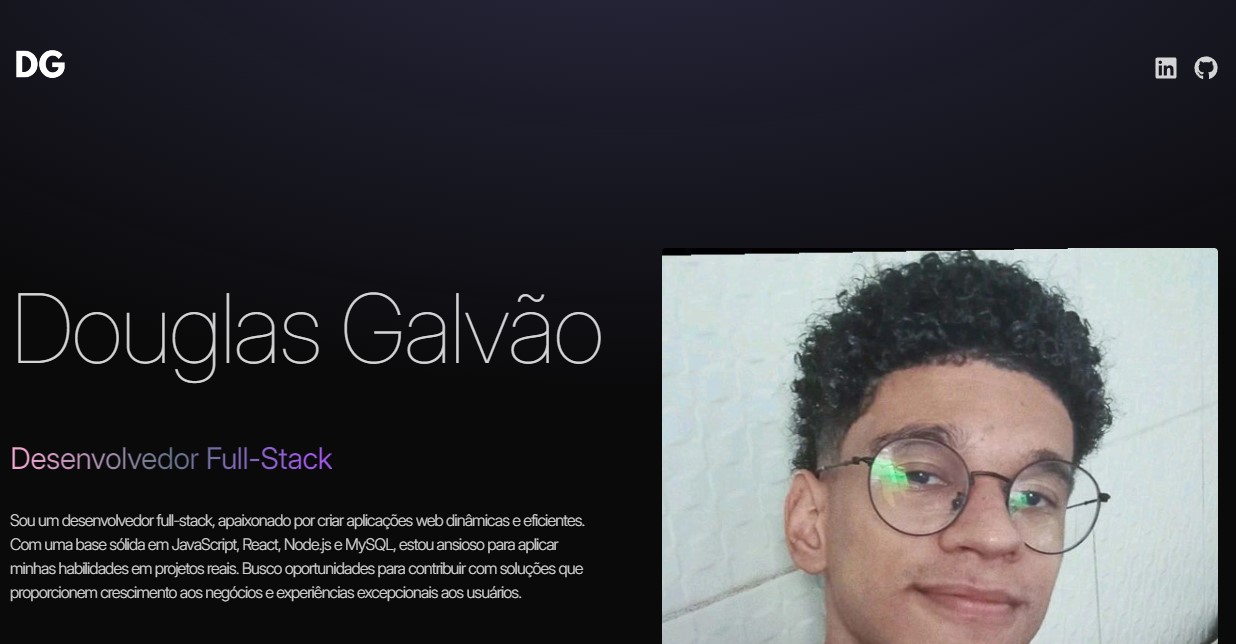 DG
in
Douglas Galvão
Desenvolvedor Full-Stack
Sou um desenvolvedor full-stack, apaixonado por criar aplicações web dinâmicas e eficientes.
Com uma base sólida em JavaScript, React, Node.js e MySQL, estou ansioso para aplicar
minhas habilidades em projetos reais. Busco oportunidades para contribuir com soluções que
proporcionem crescimento aos negócios e experiências excepcionais aos usuários.